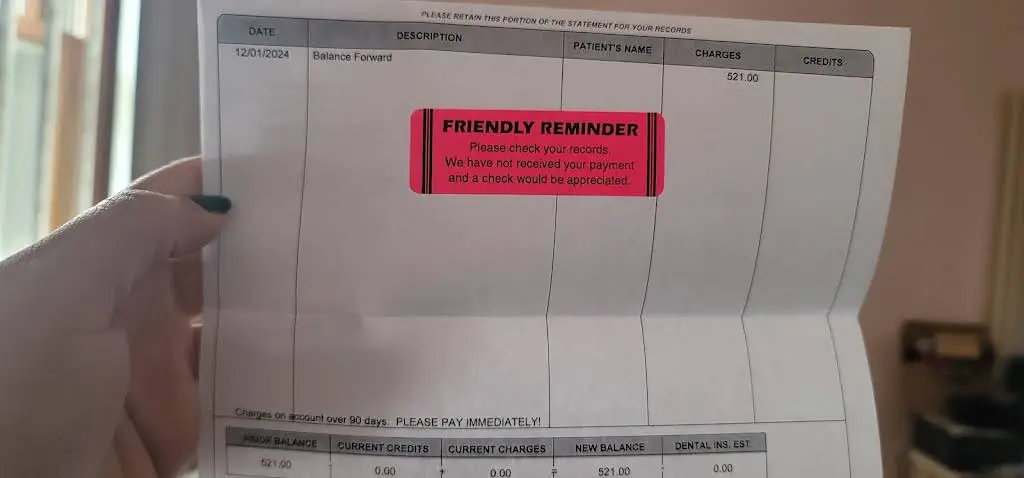 PLEASE RETAIN THIS PORTION OF THE STATEMENT FOR YOUR RECORDS
DATE DESCRIPTION PATIENT'S NAME CHARGES CREDITS
12/01/2024 Balance Forward 521.00
FRIENDLY REMINDER
Please check your records.
We have not received your payment
and a check would be appreciated.
Charges on account over 90 days. PLEASE PAY IMMEDIATELY!
PRIOR BALANCE CURRENT CREDITS CURRENT CHARGES NEW BALANCE DENTAL INS. EST.
521.00 - 0.00 + 0.00 = 521.00 - 0.00